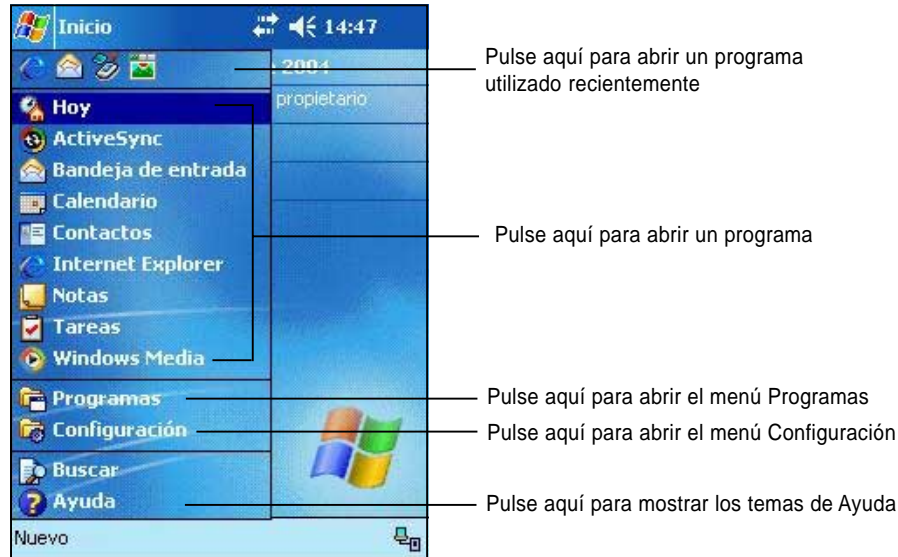 Inicio
14:47
2004
propietario
Hoy
ActiveSync
Bandeja de entrada
Calendario
Contactos
Internet Explorer
Notas
Tareas
Windows Media
Programas
Configuración
Buscar
Ayuda
Nuevo
Pulse aquí para abrir un programa
utilizado recientemente
Pulse aquí para abrir un programa
Pulse aquí para abrir el menú Programas
Pulse aquí para abrir el menú Configuración
Pulse aquí para mostrar los temas de Ayuda